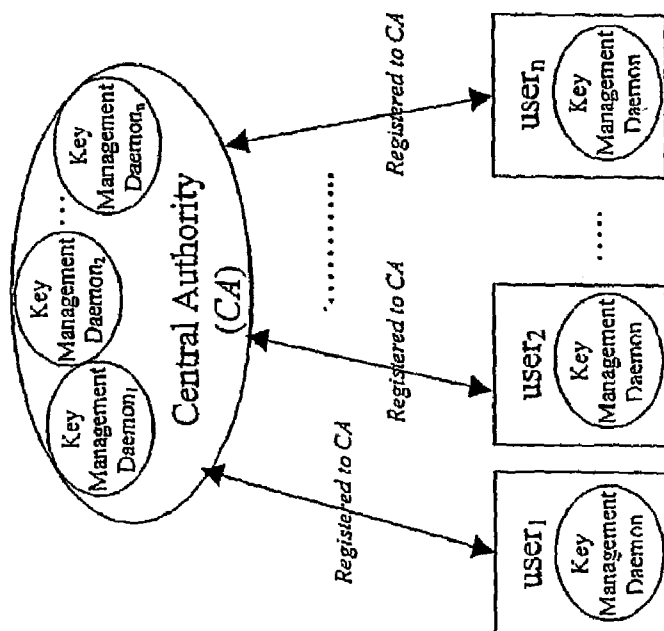 Key
Management
Daemon₁
Key
Management
Daemon₂
...
Key
Management
Daemonₙ
Central Authority
(CA)
Registered to CA
Registered to CA
Registered to CA
user₁
Key
Management
Daemon
user₂
Key
Management
Daemon
.....
userₙ
Key
Management
Daemon